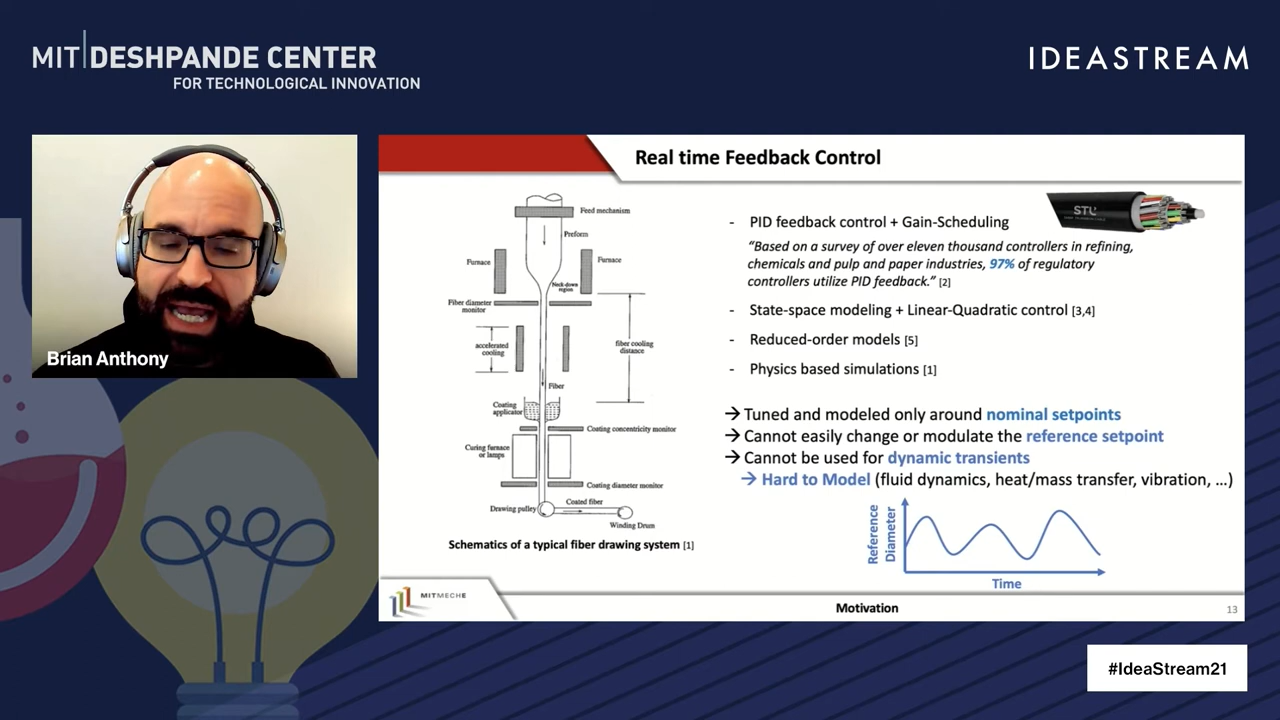 MIT DESHPANDE CENTER
FOR TECHNOLOGICAL INNOVATION
IDEASTREAM
Brian Anthony
Real time Feedback Control
Feed mechanism
Preform
Furnace
Furnace
Neck-down
region
Fiber diameter
monitor
accelerated
cooling
fiber cooling
distance
Fiber
Coating
applicator
Coating concentricity monitor
Curing furnace
or lamps
Coating diameter monitor
Drawing pulley
Coated fiber
Winding Drum
Schematics of a typical fiber drawing system [1]
- PID feedback control + Gain-Scheduling
"Based on a survey of over eleven thousand controllers in refining,
chemicals and pulp and paper industries, 97% of regulatory
controllers utilize PID feedback." [2]
- State-space modeling + Linear-Quadratic control [3,4]
- Reduced-order models [5]
- Physics based simulations [1]
→ Tuned and modeled only around nominal setpoints
→ Cannot easily change or modulate the reference setpoint
→ Cannot be used for dynamic transients
→ Hard to Model (fluid dynamics, heat/mass transfer, vibration, …)
Reference
Diameter
Time
MITMECHE
Motivation
13
#IdeaStream21